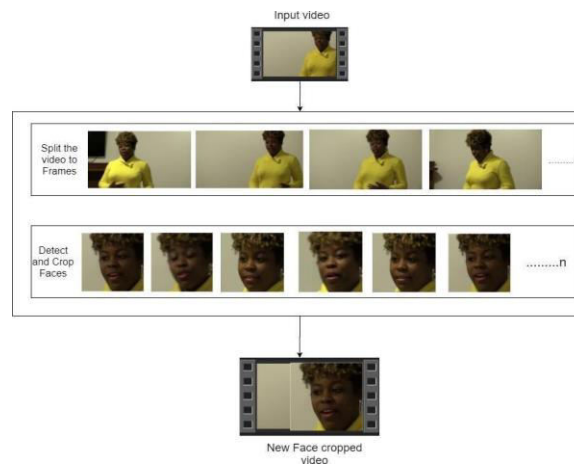 Input video
Split the
video to
Frames
............
Detect
and Crop
Faces
.........n
New Face cropped
video